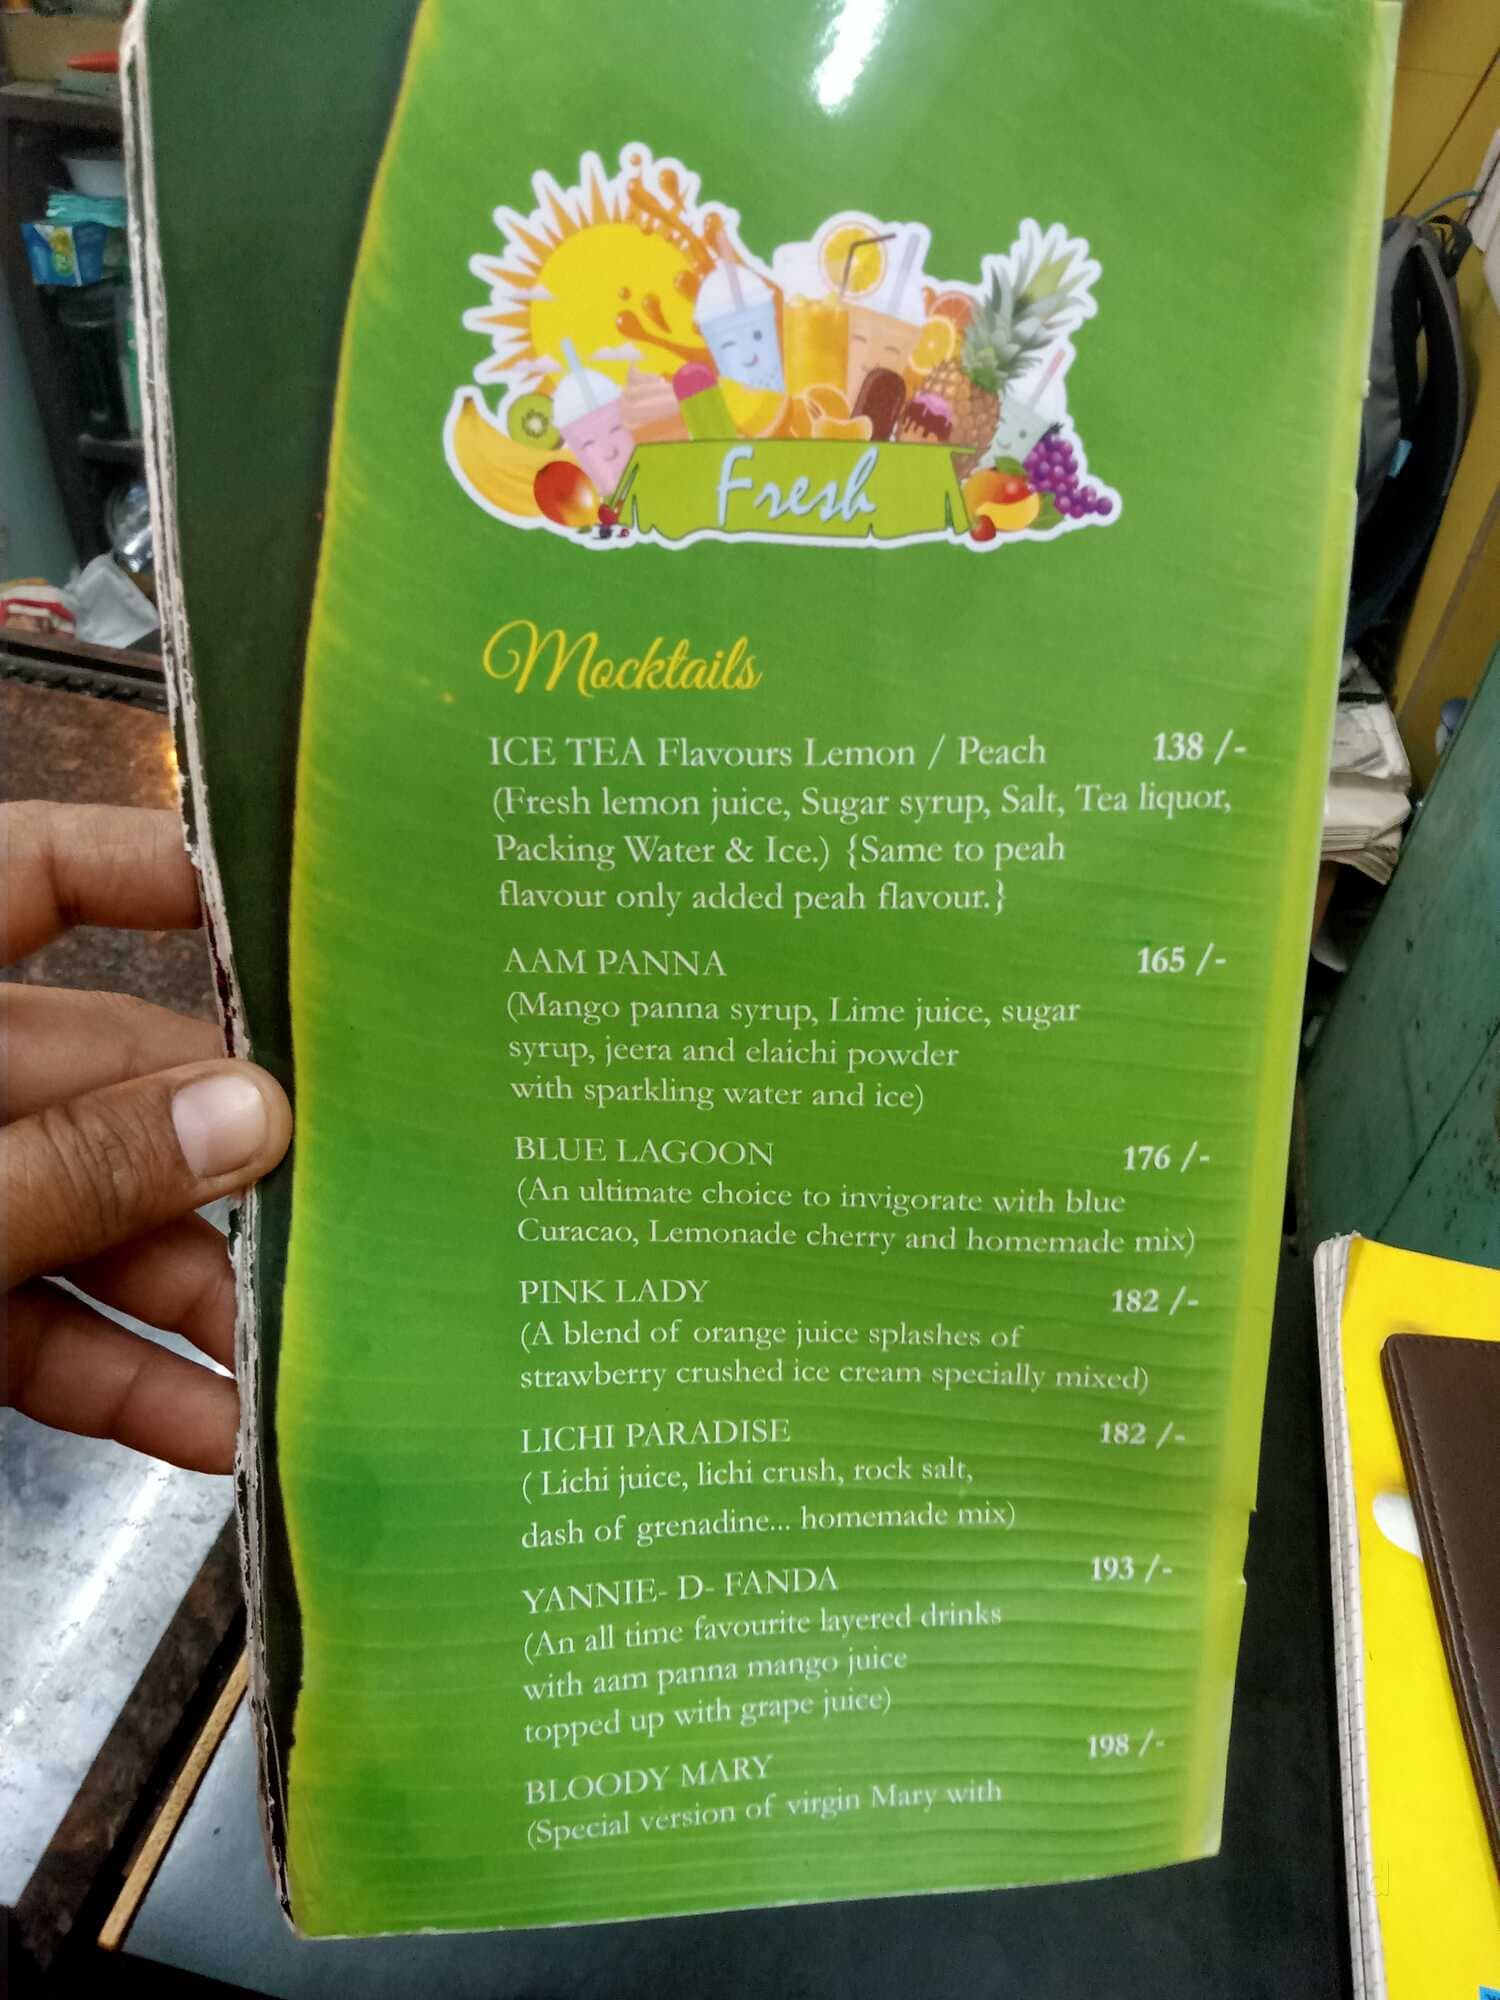 Fresh
Mocktails
ICE TEA Flavours Lemon / Peach 138 /-
(Fresh lemon juice, Sugar syrup, Salt, Tea liquor,
Packing Water & Ice.) {Same to peah
flavour only added peah flavour.}
AAM PANNA 165 /-
(Mango panna syrup, Lime juice, sugar
syrup, jeera and elaichi powder
with sparkling water and ice)
BLUE LAGOON 176 /-
(An ultimate choice to invigorate with blue
Curacao, Lemonade cherry and homemade mix)
PINK LADY 182 /-
(A blend of orange juice splashes of
strawberry crushed ice cream specially mixed)
LICHI PARADISE 182 /-
( Lichi juice, lichi crush, rock salt,
dash of grenadine... homemade mix)
YANNIE- D- FANDA 193 /-
(An all time favourite layered drinks
with aam panna mango juice
topped up with grape juice)
BLOODY MARY 198 /-
(Special version of virgin Mary with